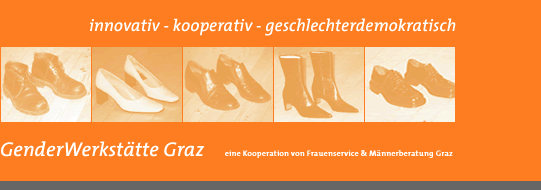 innovativ - kooperativ - geschlechterdemokratisch
GenderWerkstätte Graz eine Kooperation von Frauenservice & Männerberatung Graz